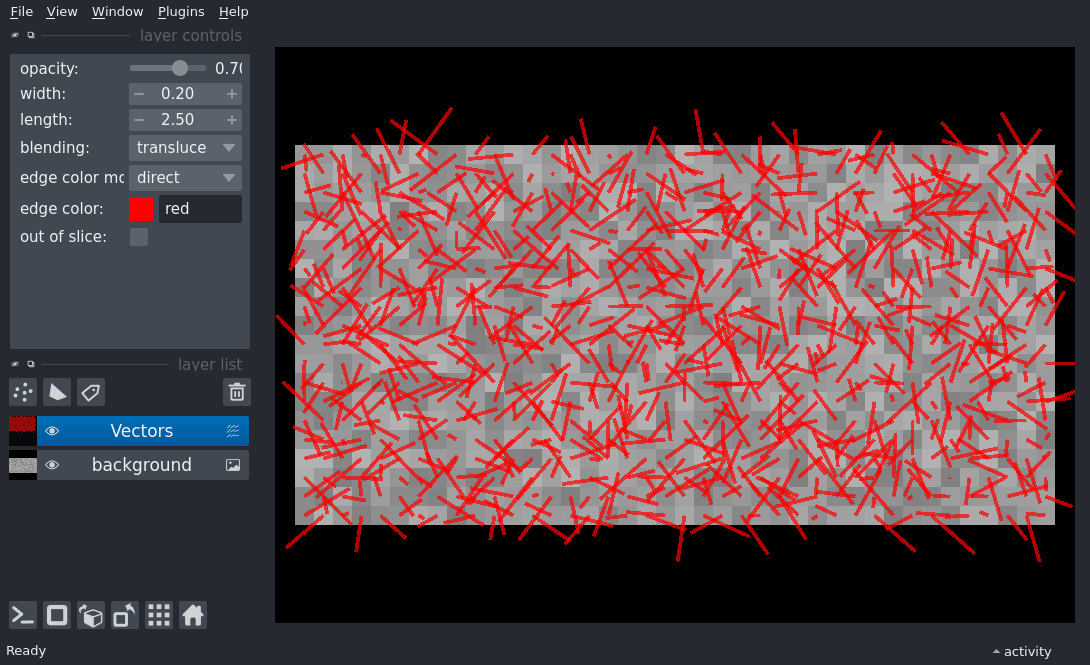 File View Window Plugins Help
layer controls
opacity: 0.70
width: 0.20
length: 2.50
blending: transluce
edge color mo direct
edge color: red
out of slice:
layer list
Vectors
background
Ready
activity